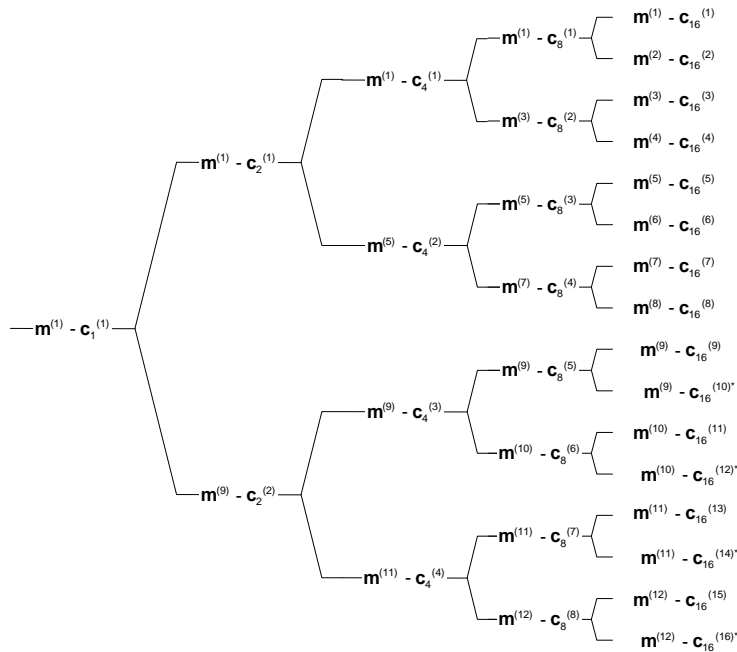 m(1) - c1(1)
m(1) - c2(1)
m(9) - c2(2)
m(1) - c4(1)
m(5) - c4(2)
m(9) - c4(3)
m(11) - c4(4)
m(1) - c8(1)
m(3) - c8(2)
m(5) - c8(3)
m(7) - c8(4)
m(9) - c8(5)
m(10) - c8(6)
m(11) - c8(7)
m(12) - c8(8)
m(1) - c16(1)
m(2) - c16(2)
m(3) - c16(3)
m(4) - c16(4)
m(5) - c16(5)
m(6) - c16(6)
m(7) - c16(7)
m(8) - c16(8)
m(9) - c16(9)
m(9) - c16(10)*
m(10) - c16(11)
m(10) - c16(12)*
m(11) - c16(13)
m(11) - c16(14)*
m(12) - c16(15)
m(12) - c16(16)*